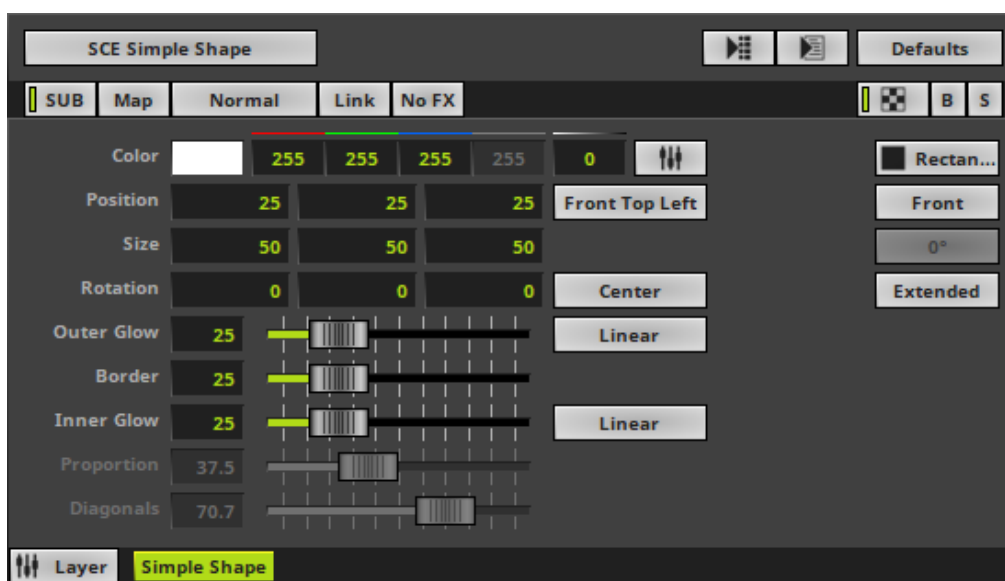 SCE Simple Shape Defaults
SUB Map Normal Link No FX B S
Color 255 255 255 255 0 Rectan...
Position 25 25 25 Front Top Left Front
Size 50 50 50 0°
Rotation 0 0 0 Center Extended
Outer Glow 25 Linear
Border 25
Inner Glow 25 Linear
Proportion 37.5
Diagonals 70.7
Layer Simple Shape